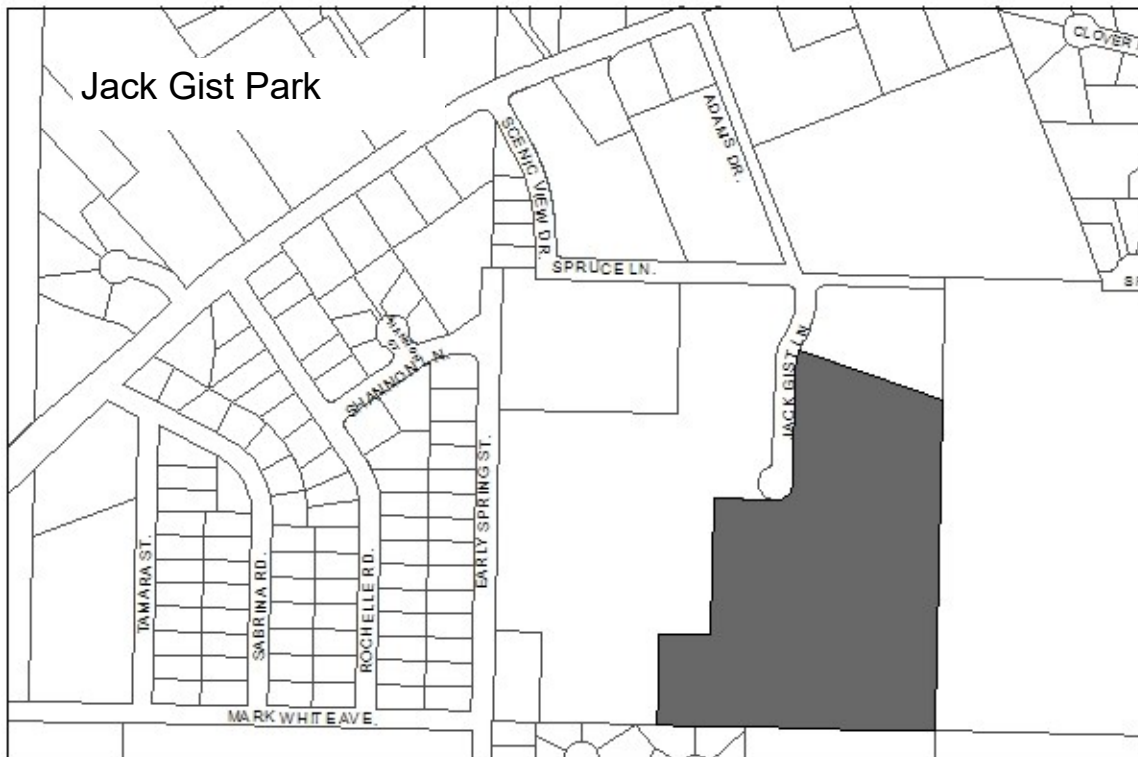 Jack Gist Park
CLOVER
SCENIC VIEW DR.
ADAMS DR.
SPRUCE LN.
JACK GIST LN
SHANNON LN.
EARLY SPRING ST.
TAMARA ST.
SABRINA RD.
ROCHELLE RD.
MARK WHITE AVE.